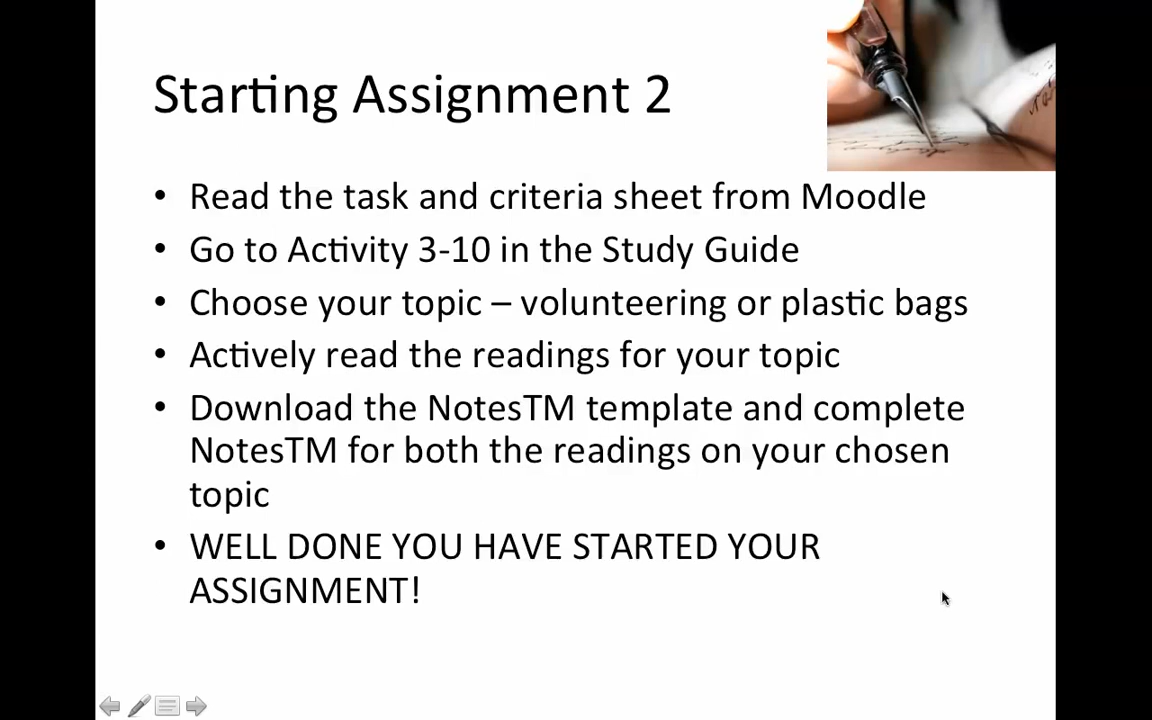 Starting Assignment 2
• Read the task and criteria sheet from Moodle
• Go to Activity 3-10 in the Study Guide
• Choose your topic – volunteering or plastic bags
• Actively read the readings for your topic
• Download the NotesTM template and complete
NotesTM for both the readings on your chosen
topic
• WELL DONE YOU HAVE STARTED YOUR
ASSIGNMENT!